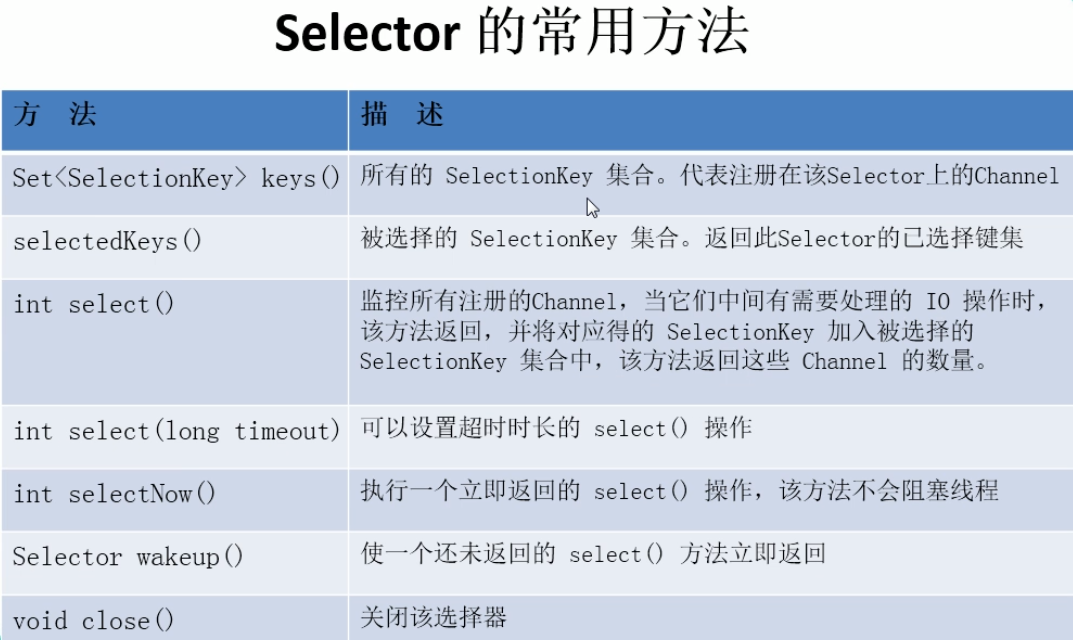 Selector 的常用方法
方 法
描 述
Set<SelectionKey> keys()
所有的 SelectionKey 集合。代表注册在该Selector上的Channel
selectedKeys()
被选择的 SelectionKey 集合。返回此Selector的已选择键集
int select()
监控所有注册的Channel，当它们中间有需要处理的 IO 操作时，
该方法返回，并将对应得的 SelectionKey 加入被选择的
SelectionKey 集合中，该方法返回这些 Channel 的数量。
int select(long timeout)
可以设置超时时长的 select() 操作
int selectNow()
执行一个立即返回的 select() 操作，该方法不会阻塞线程
Selector wakeup()
使一个还未返回的 select() 方法立即返回
void close()
关闭该选择器